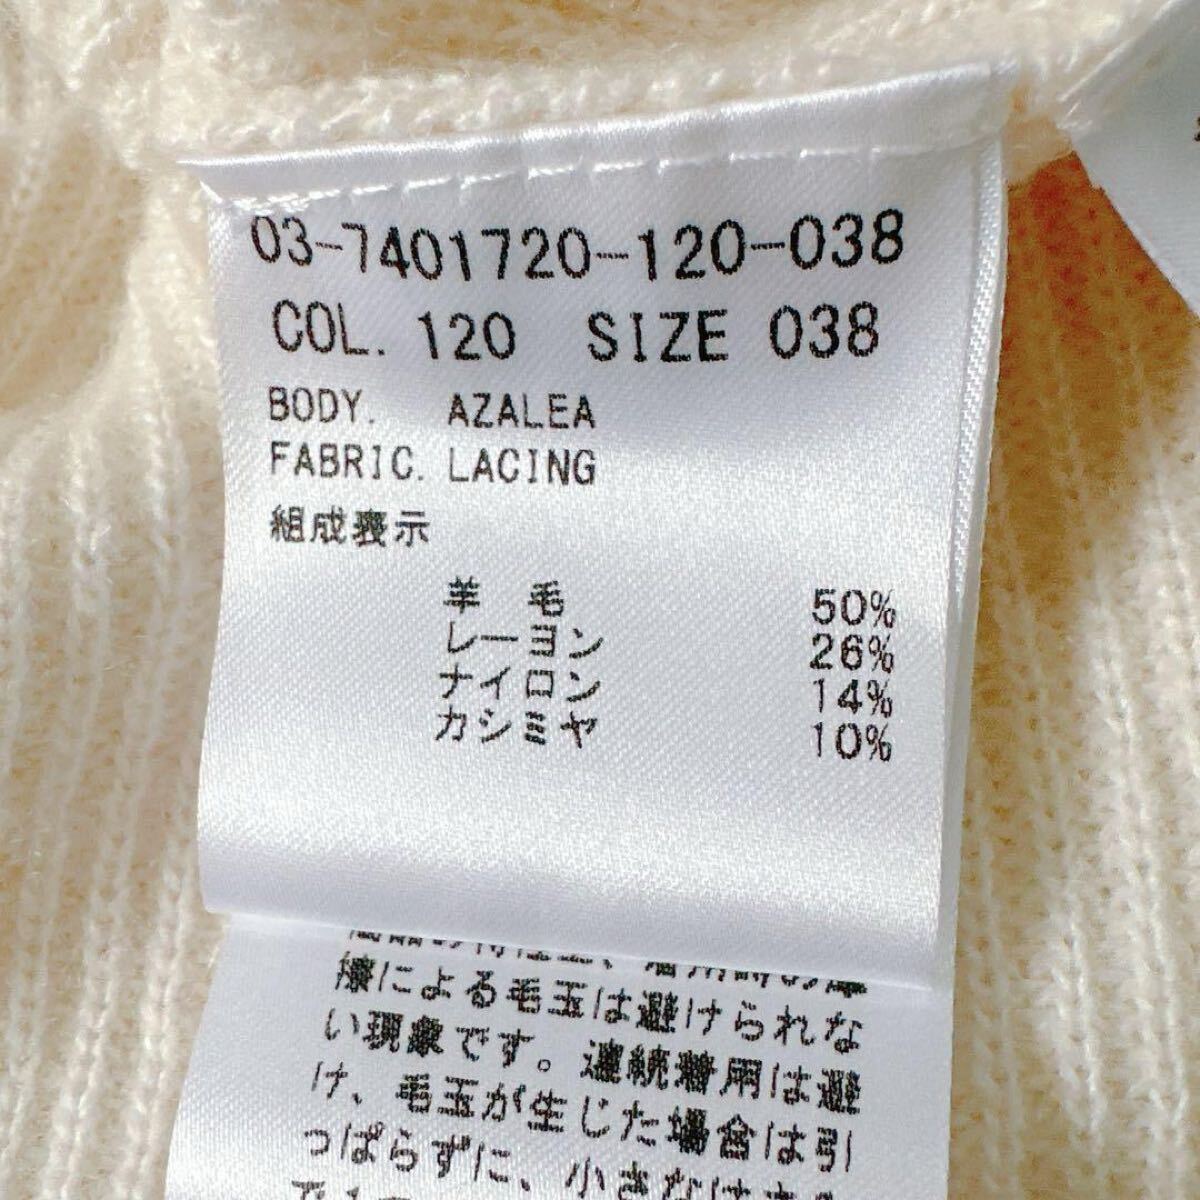 03-7401720-120-038
COL. 120 SIZE 038
BODY. AZALEA
FABRIC. LACING
組成表示
羊 毛 50%
レーヨン 26%
ナイロン 14%
カシミヤ 10%
擦による毛玉は避けられな
い現象です。連続着用は避
け、毛玉が生じた場合は引
っぱらずに、小さなはさみ